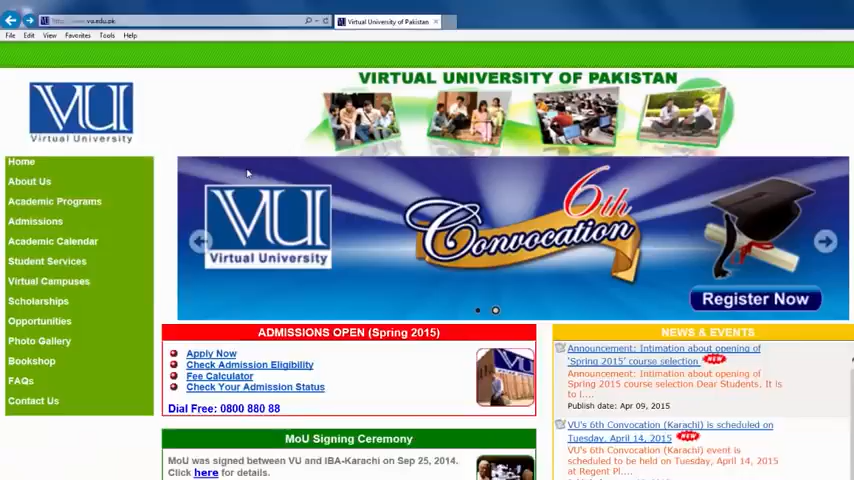 http://www.vu.edu.pk
Virtual University of Pakistan
File Edit View Favorites Tools Help
VU
Virtual University
VIRTUAL UNIVERSITY OF PAKISTAN
Home
About Us
Academic Programs
Admissions
Academic Calendar
Student Services
Virtual Campuses
Scholarships
Opportunities
Photo Gallery
Bookshop
FAQs
Contact Us
VU
Virtual University
6th
Convocation
Register Now
ADMISSIONS OPEN (Spring 2015)
Apply Now
Check Admission Eligibility
Fee Calculator
Check Your Admission Status
Dial Free: 0800 880 88
MoU Signing Ceremony
MoU was signed between VU and IBA-Karachi on Sep 25, 2014.
Click here for details.
NEWS & EVENTS
Announcement: Intimation about opening of
'Spring 2015' course selection NEW
Announcement: Intimation about opening of
Spring 2015 course selection Dear Students. It is
to I....
Publish date: Apr 09, 2015
VU's 6th Convocation (Karachi) is scheduled on
Tuesday, April 14, 2015 NEW
VU's 6th Convocation (Karachi) event is
scheduled to be held on Tuesday, April 14, 2015
at Regent Pl...